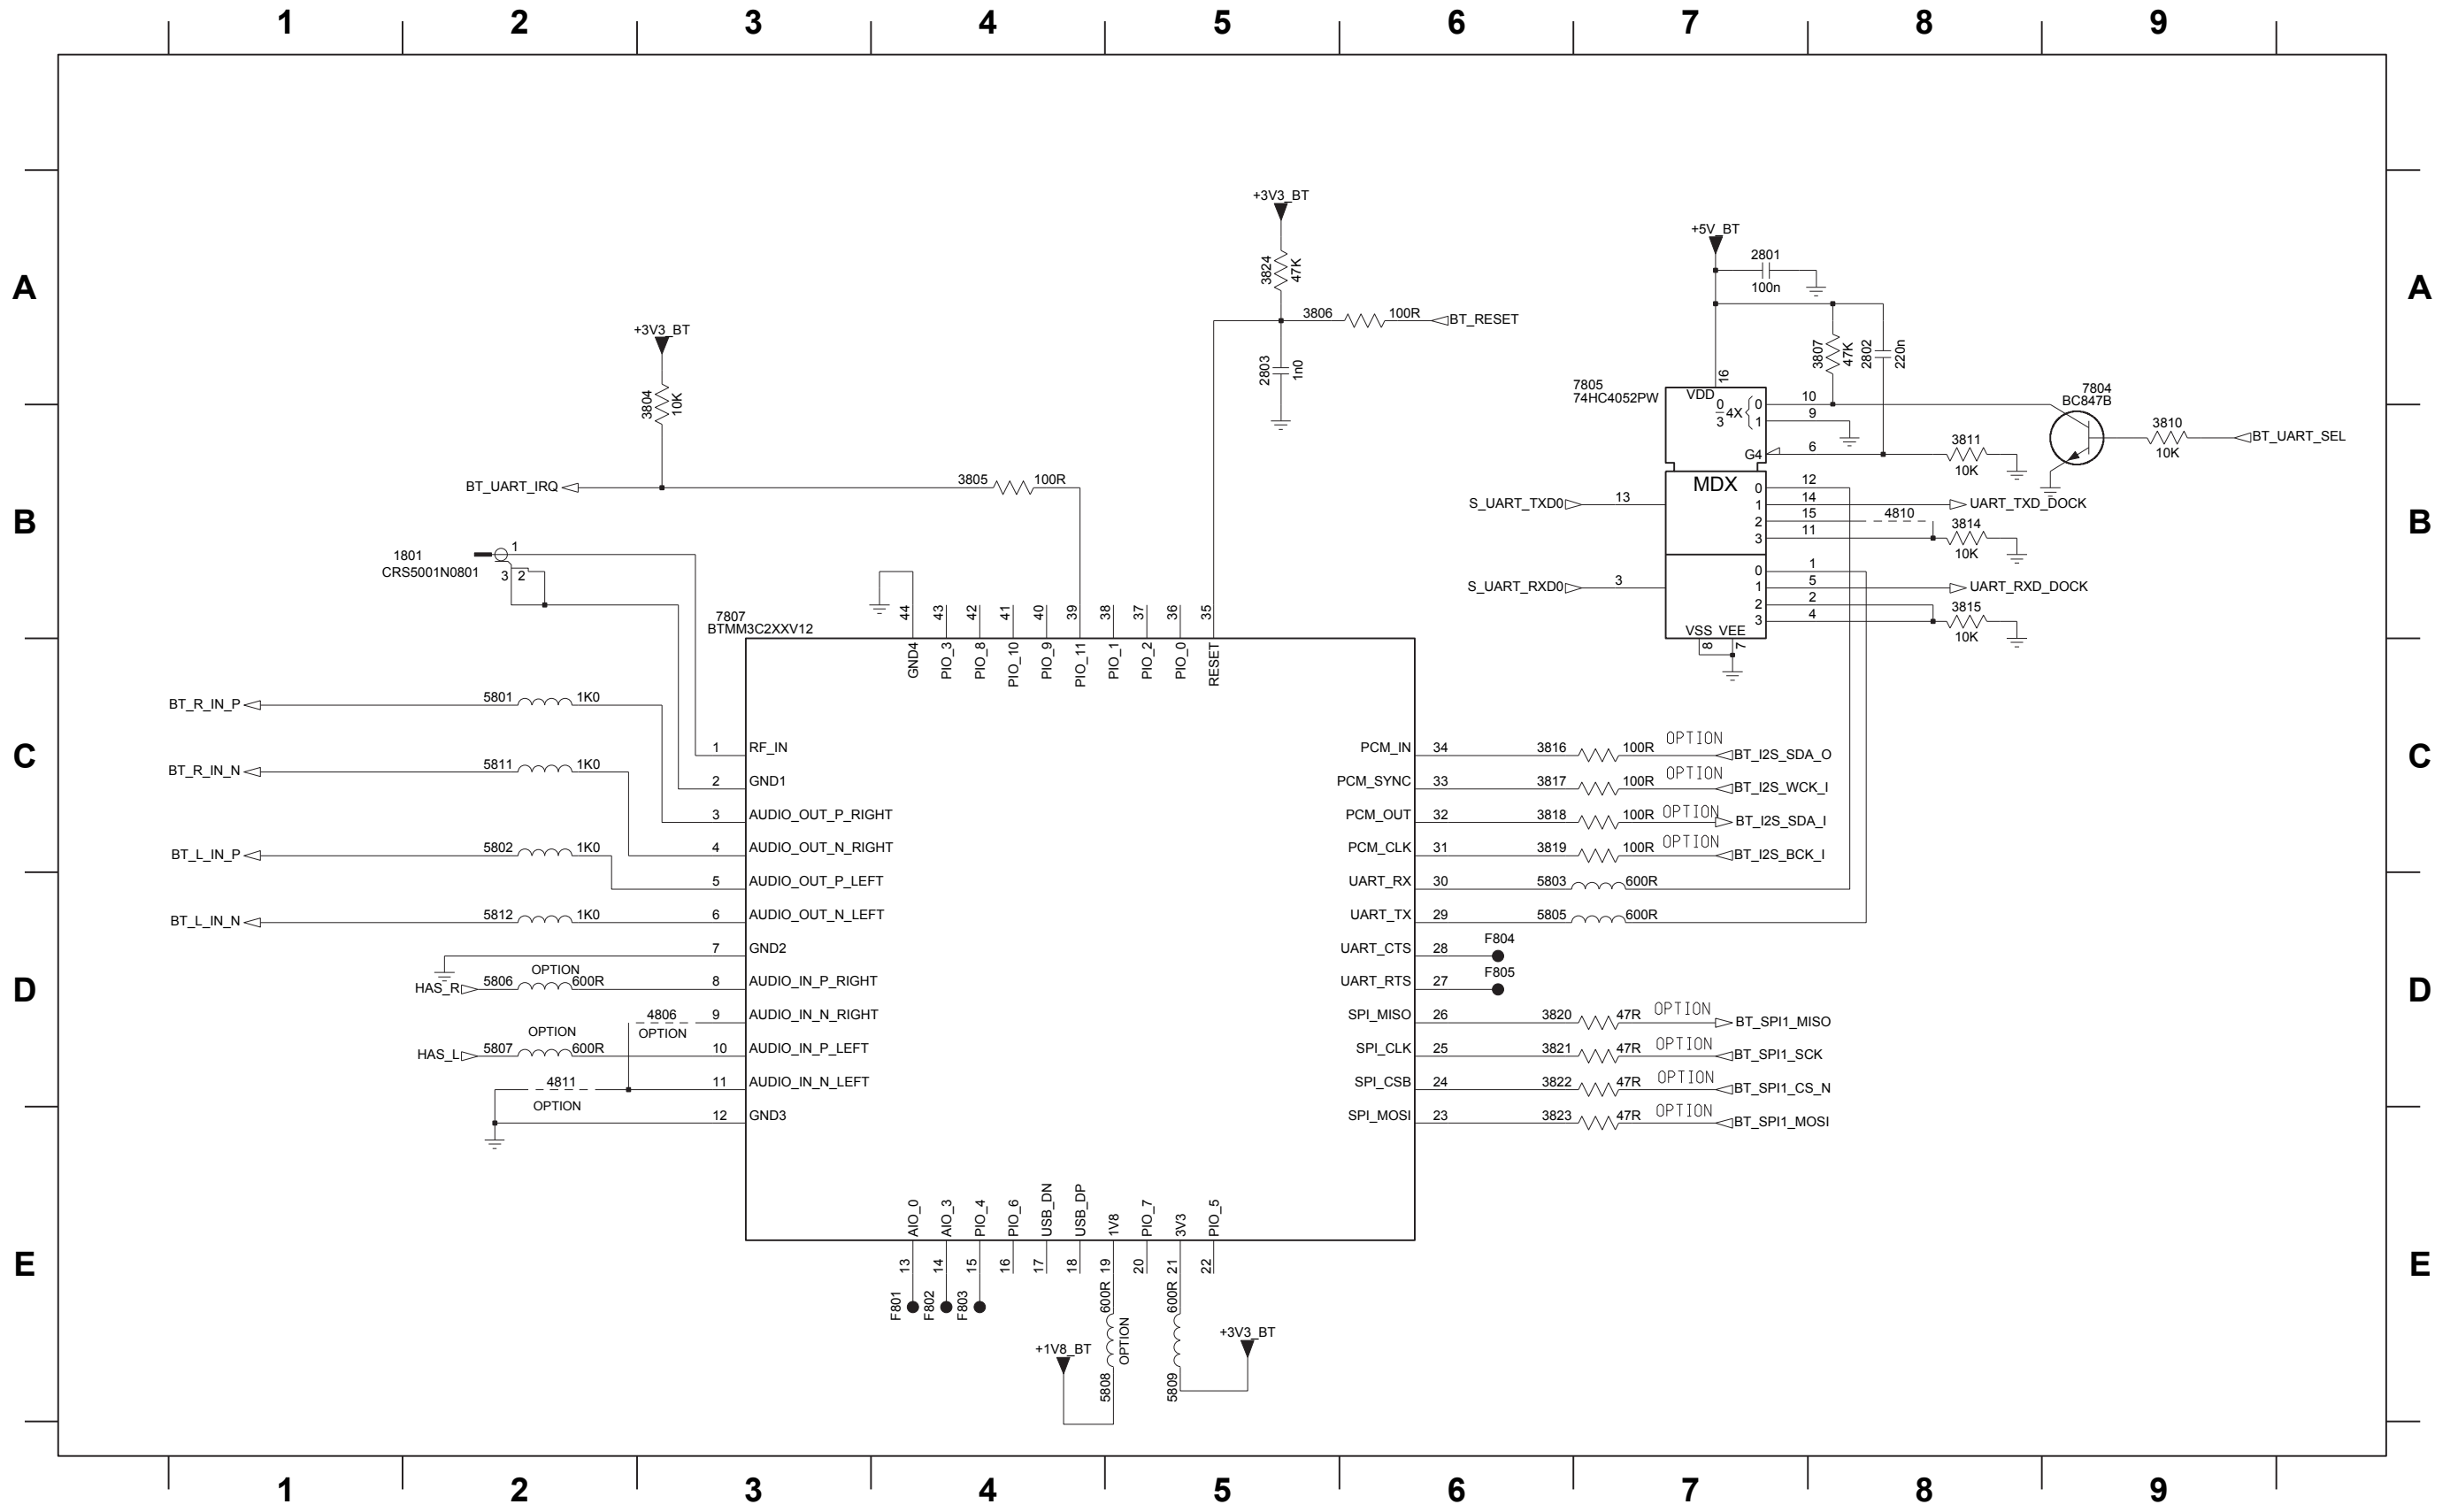 1 2 3 4 5 6 7 8 9
A A
B B
C C
D D
E E
1 2 3 4 5 6 7 8 9
+3V3_BT
3824
47K
3806 100R BT_RESET
2803
1n0
+3V3_BT
3804
10K
BT_UART_IRQ
3805 100R
+5V_BT
2801
100n
3807
47K
2802
220n
7805
74HC4052PW
16
VDD
0
3
4X
0
1
G4
10
9
6
7804
BC847B
3810
10K
BT_UART_SEL
3811
10K
MDX
S_UART_TXD0 13
0 12
1 14 UART_TXD_DOCK
2 15 4810
3 11
3814
10K
S_UART_RXD0 3
0 1
1 5 UART_RXD_DOCK
2 2
3 4
3815
10K
VSS VEE
8 7
1801
CRS5001N0801
1
3 2
7807
BTMM3C2XXV12
44 43 42 41 40 39 38 37 36 35
GND4 PIO_3 PIO_8 PIO_10 PIO_9 PIO_11 PIO_1 PIO_2 PIO_0 RESET
BT_R_IN_P 5801 1K0
BT_R_IN_N 5811 1K0
BT_L_IN_P 5802 1K0
BT_L_IN_N 5812 1K0
1 RF_IN
2 GND1
3 AUDIO_OUT_P_RIGHT
4 AUDIO_OUT_N_RIGHT
5 AUDIO_OUT_P_LEFT
6 AUDIO_OUT_N_LEFT
7 GND2
OPTION
HAS_R 5806 600R 8 AUDIO_IN_P_RIGHT
4806 9 AUDIO_IN_N_RIGHT
OPTION
OPTION
HAS_L 5807 600R 10 AUDIO_IN_P_LEFT
4811 11 AUDIO_IN_N_LEFT
OPTION
12 GND3
PCM_IN 34 3816 100R OPTION BT_I2S_SDA_O
PCM_SYNC 33 3817 100R OPTION BT_I2S_WCK_I
PCM_OUT 32 3818 100R OPTION BT_I2S_SDA_I
PCM_CLK 31 3819 100R OPTION BT_I2S_BCK_I
UART_RX 30 5803 600R
UART_TX 29 5805 600R
UART_CTS 28 F804
UART_RTS 27 F805
SPI_MISO 26 3820 47R OPTION BT_SPI1_MISO
SPI_CLK 25 3821 47R OPTION BT_SPI1_SCK
SPI_CSB 24 3822 47R OPTION BT_SPI1_CS_N
SPI_MOSI 23 3823 47R OPTION BT_SPI1_MOSI
AIO_0 AIO_3 PIO_4 PIO_6 USB_DN USB_DP 1V8 PIO_7 3V3 PIO_5
13 14 15 16 17 18 19 20 21 22
F801 F802 F803
600R
OPTION
5808
+1V8_BT
600R
5809
+3V3_BT